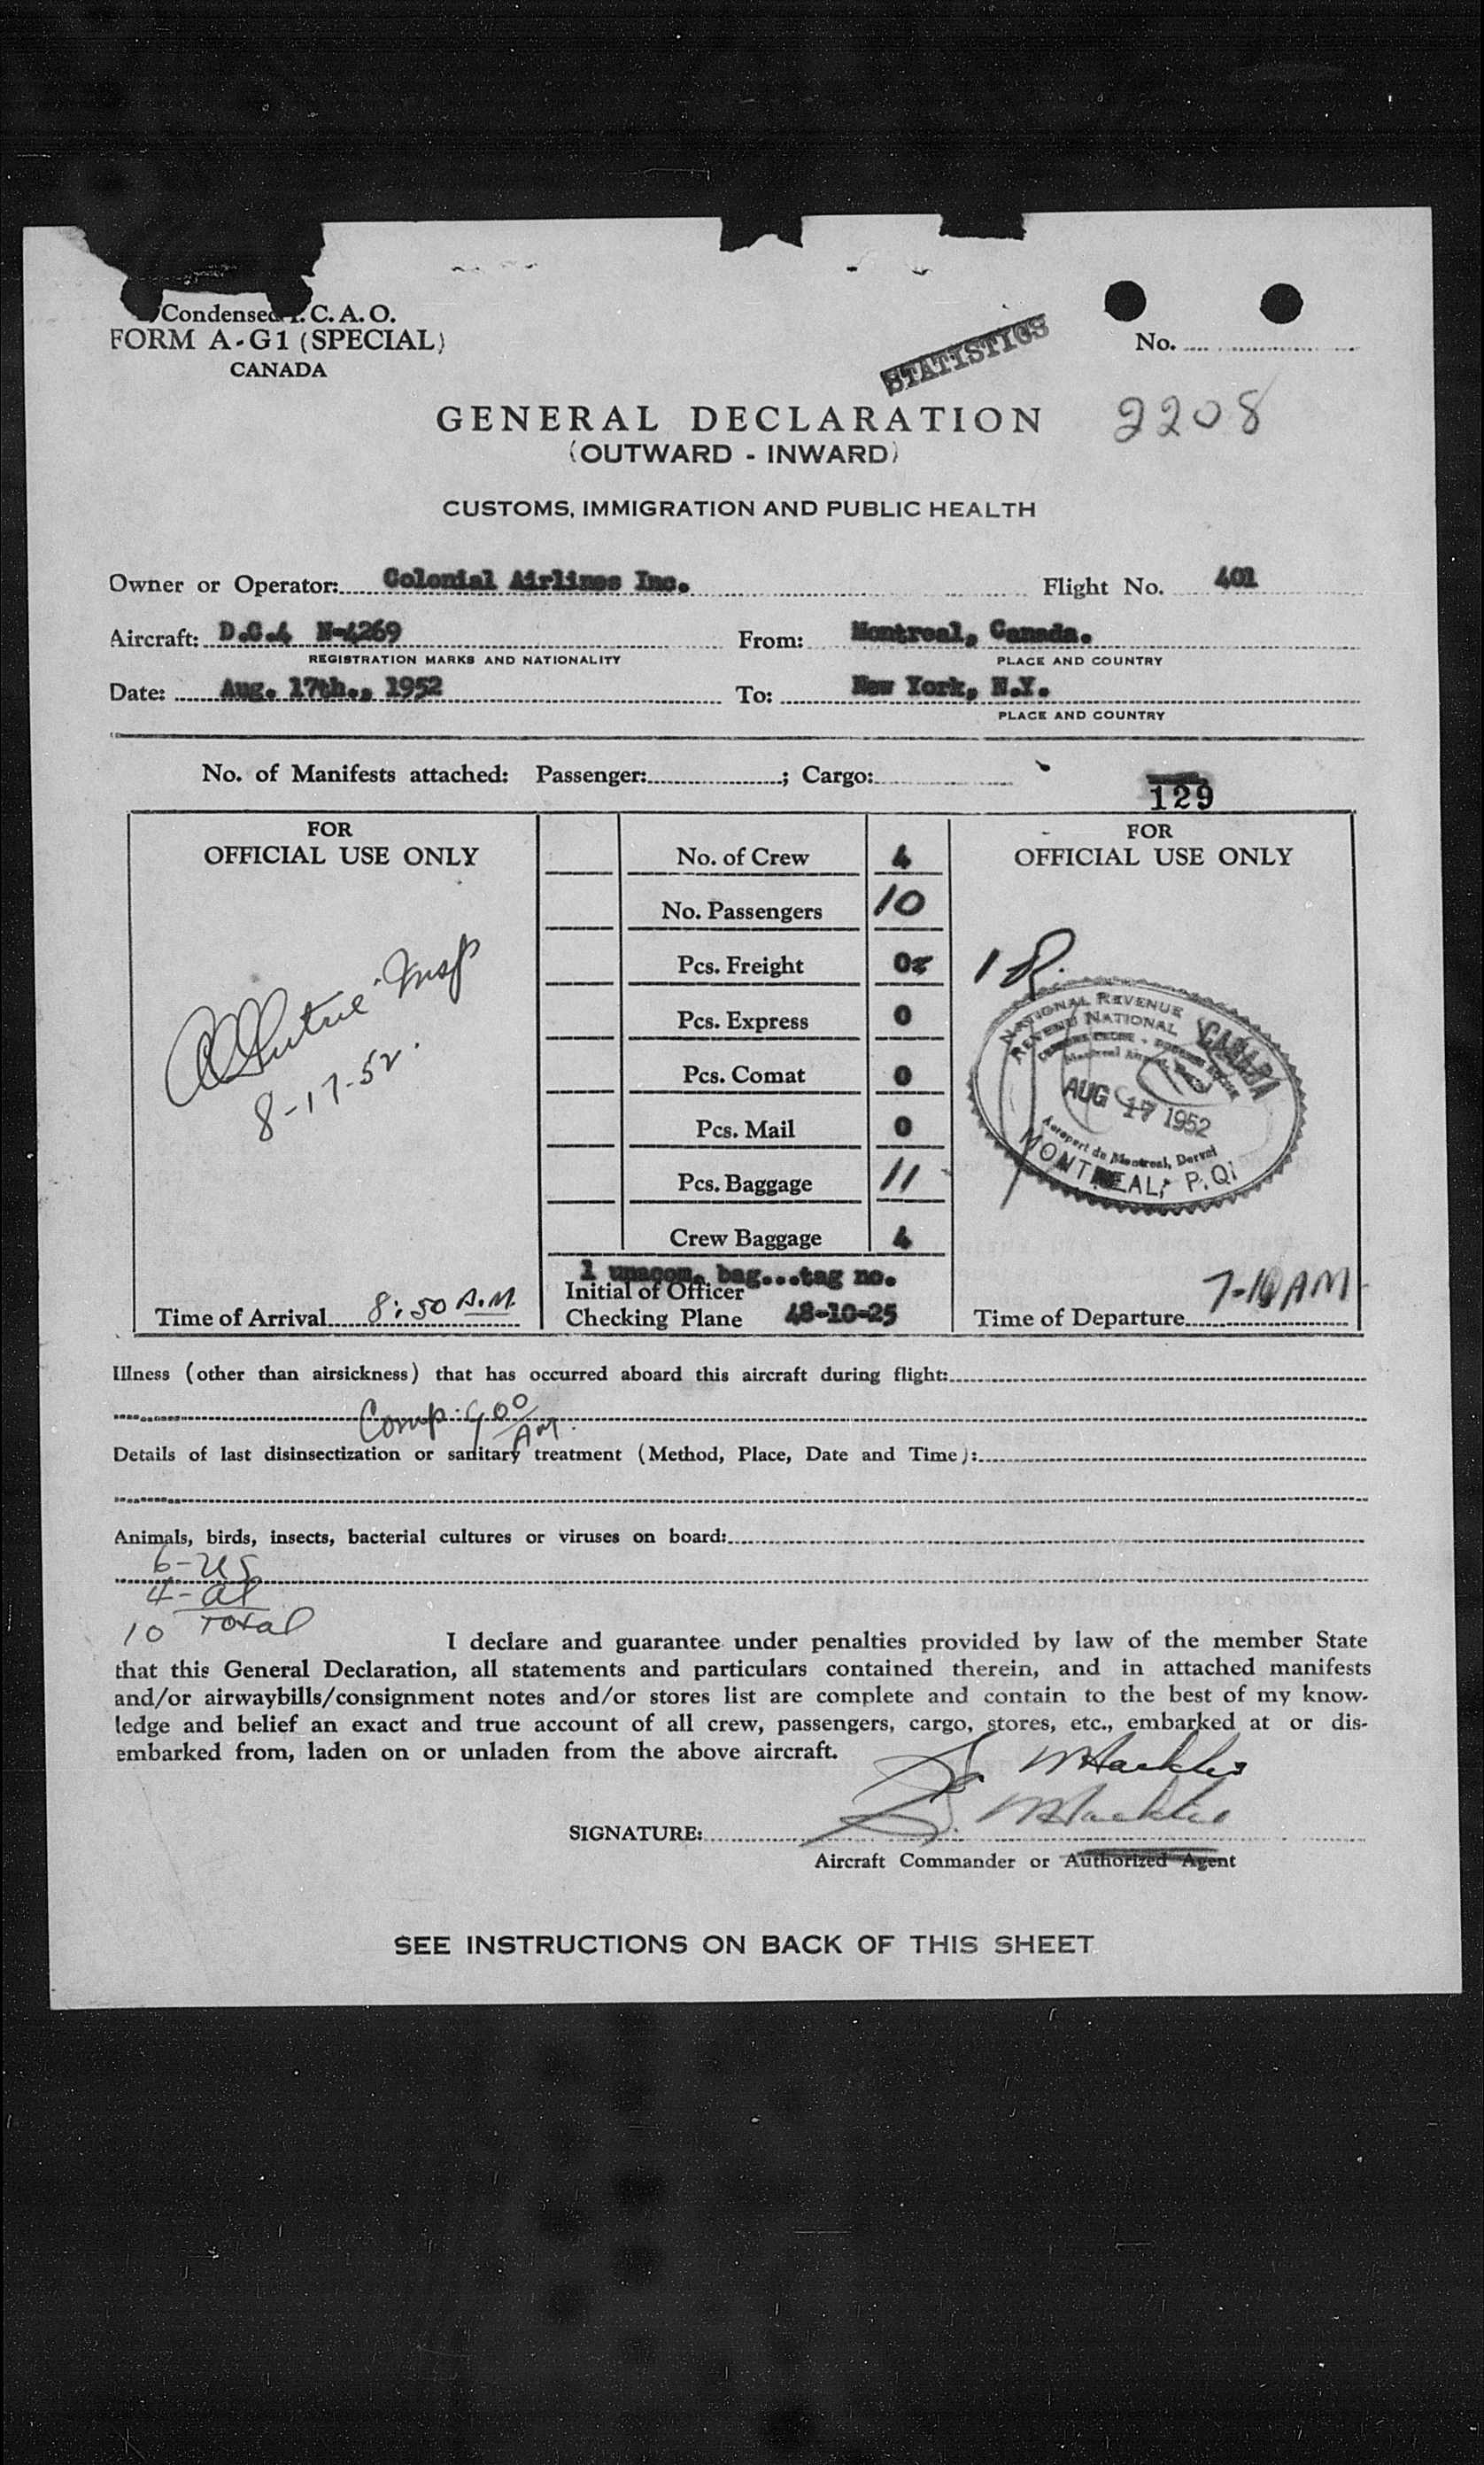 Condensed I. C. A. O.
FORM A-G1 (SPECIAL)
CANADA
STATISTICS
No.
2208
GENERAL DECLARATION
(OUTWARD - INWARD)
CUSTOMS, IMMIGRATION AND PUBLIC HEALTH
Owner or Operator: Colonial Airlines Inc. Flight No. 401
Aircraft: D.C.4 N-4269 From: Montreal, Canada.
REGISTRATION MARKS AND NATIONALITY PLACE AND COUNTRY
Date: Aug. 17th., 1952 To: New York, N.Y.
PLACE AND COUNTRY
No. of Manifests attached: Passenger: ; Cargo:
129
FOR
OFFICIAL USE ONLY
Insp
8-17-52.
Time of Arrival 8:50 A.M.
No. of Crew 4
No. Passengers 10
Pcs. Freight 0
Pcs. Express 0
Pcs. Comat 0
Pcs. Mail 0
Pcs. Baggage 11
Crew Baggage 4
1 unacom. bag...tag no.
Initial of Officer
Checking Plane 48-10-25
FOR
OFFICIAL USE ONLY
NATIONAL REVENUE CANADA
REVENU NATIONAL
AUG 17 1952
Aeroport de Montreal, Dorval
MONTREAL, P.Q.
Time of Departure 7-10 AM
Illness (other than airsickness) that has occurred aboard this aircraft during flight:
Comp: 9 00 AM.
Details of last disinsectization or sanitary treatment (Method, Place, Date and Time):
Animals, birds, insects, bacterial cultures or viruses on board:
6-US
4-al
10 Total
I declare and guarantee under penalties provided by law of the member State
that this General Declaration, all statements and particulars contained therein, and in attached manifests
and/or airwaybills/consignment notes and/or stores list are complete and contain to the best of my know-
ledge and belief an exact and true account of all crew, passengers, cargo, stores, etc., embarked at or dis-
embarked from, laden on or unladen from the above aircraft.
SIGNATURE:
Aircraft Commander or Authorized Agent
SEE INSTRUCTIONS ON BACK OF THIS SHEET